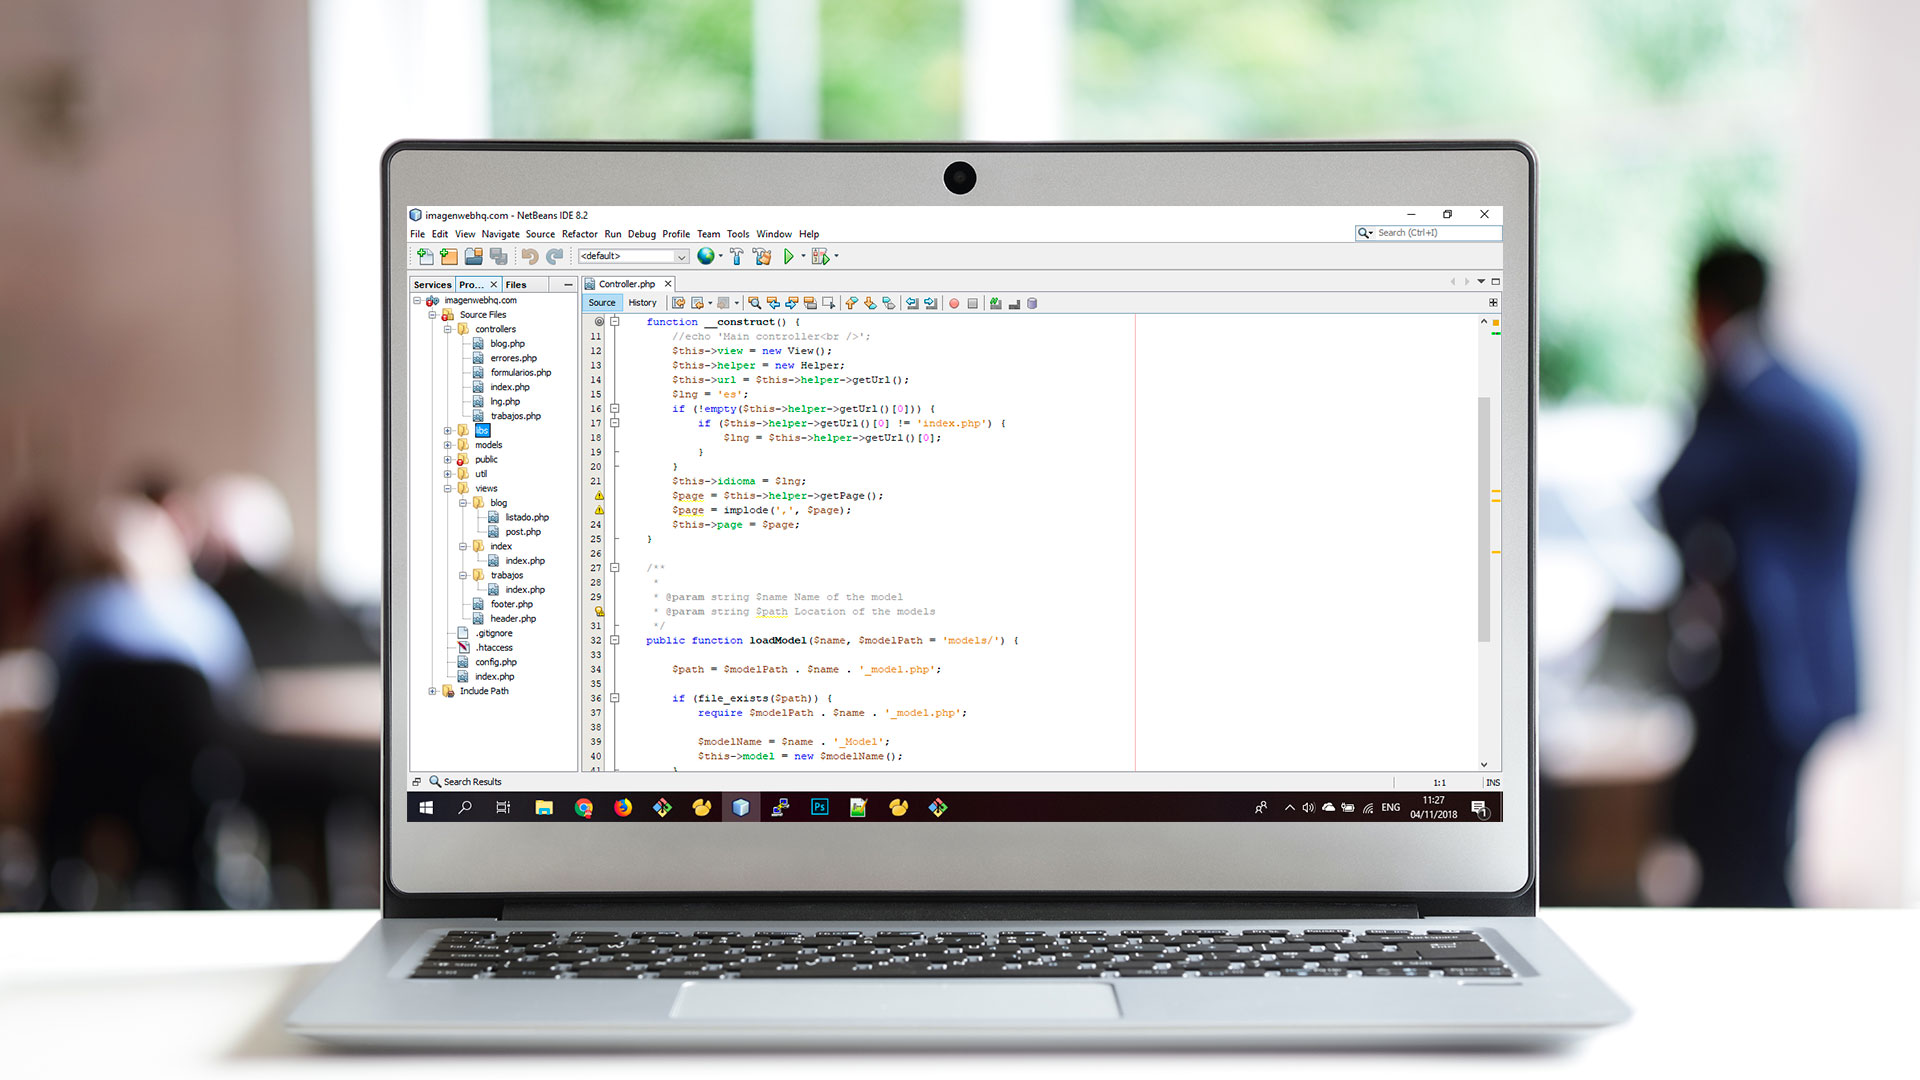 imagenwebhq.com - NetBeans IDE 8.2
File Edit View Navigate Source Refactor Run Debug Profile Team Tools Window Help
Search (Ctrl+I)
<default>
Services Pro... Files
Controller.php
Source History
imagenwebhq.com
Source Files
controllers
blog.php
errores.php
formularios.php
index.php
lng.php
trabajos.php
libs
models
public
util
views
blog
listado.php
post.php
index
index.php
trabajos
index.php
footer.php
header.php
.gitignore
.htaccess
config.php
index.php
Include Path
function __construct() {
11 //echo 'Main controller<br />';
12 $this->view = new View();
13 $this->helper = new Helper;
14 $this->url = $this->helper->getUrl();
15 $lng = 'es';
16 if (!empty($this->helper->getUrl()[0])) {
17 if ($this->helper->getUrl()[0] != 'index.php') {
18 $lng = $this->helper->getUrl()[0];
19 }
20 }
21 $this->idioma = $lng;
$page = $this->helper->getPage();
$page = implode(',', $page);
24 $this->page = $page;
25 }
26
27 /**
28 *
29 * @param string $name Name of the model
* @param string $path Location of the models
31 */
32 public function loadModel($name, $modelPath = 'models/') {
33
34 $path = $modelPath . $name . '_model.php';
35
36 if (file_exists($path)) {
37 require $modelPath . $name . '_model.php';
38
39 $modelName = $name . '_Model';
40 $this->model = new $modelName();
41 }
Search Results
1:1 INS
Ps
ENG
11:27
04/11/2018
1